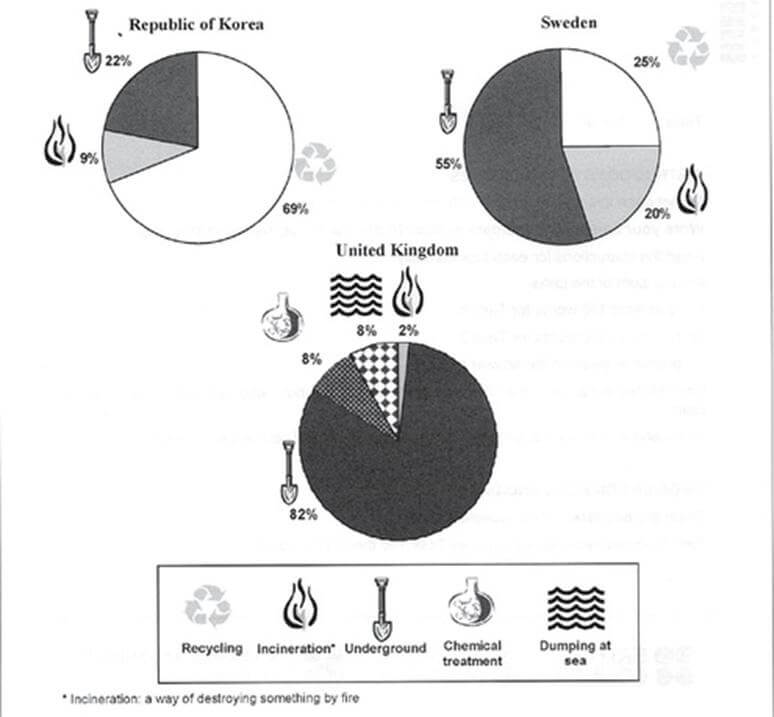 Republic of Korea
22%
9%
69%
Sweden
25%
55%
20%
United Kingdom
8%
2%
8%
82%
Recycling
Incineration*
Underground
Chemical
treatment
Dumping at
sea
* Incineration: a way of destroying something by fire